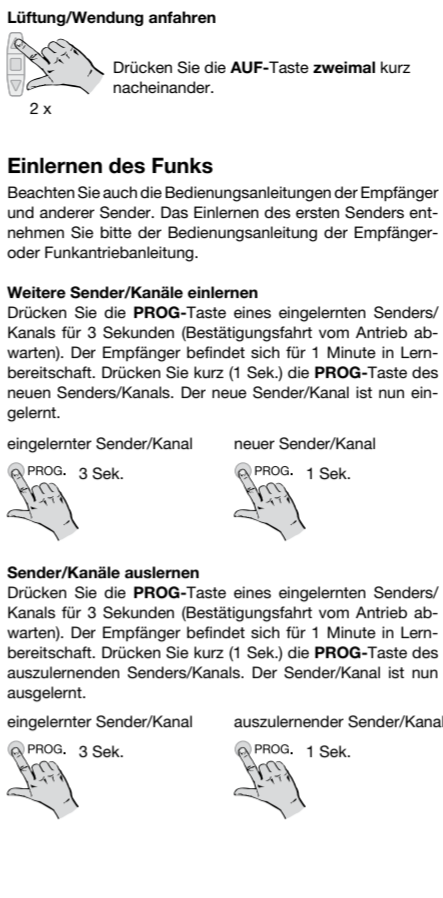 Lüftung/Wendung anfahren
Drücken Sie die AUF-Taste zweimal kurz
nacheinander.
2 x
Einlernen des Funks
Beachten Sie auch die Bedienungsanleitungen der Empfänger
und anderer Sender. Das Einlernen des ersten Senders ent-
nehmen Sie bitte der Bedienungsanleitung der Empfänger-
oder Funkantriebanleitung.
Weitere Sender/Kanäle einlernen
Drücken Sie die PROG-Taste eines eingelernten Senders/
Kanals für 3 Sekunden (Bestätigungsfahrt vom Antrieb ab-
warten). Der Empfänger befindet sich für 1 Minute in Lern-
bereitschaft. Drücken Sie kurz (1 Sek.) die PROG-Taste des
neuen Senders/Kanals. Der neue Sender/Kanal ist nun ein-
gelernt.
eingelernter Sender/Kanal neuer Sender/Kanal
PROG. 3 Sek. PROG. 1 Sek.
Sender/Kanäle auslernen
Drücken Sie die PROG-Taste eines eingelernten Senders/
Kanals für 3 Sekunden (Bestätigungsfahrt vom Antrieb ab-
warten). Der Empfänger befindet sich für 1 Minute in Lern-
bereitschaft. Drücken Sie kurz (1 Sek.) die PROG-Taste des
auszulernenden Senders/Kanals. Der Sender/Kanal ist nun
ausgelernt.
eingelernter Sender/Kanal auszulernender Sender/Kanal
PROG. 3 Sek. PROG. 1 Sek.